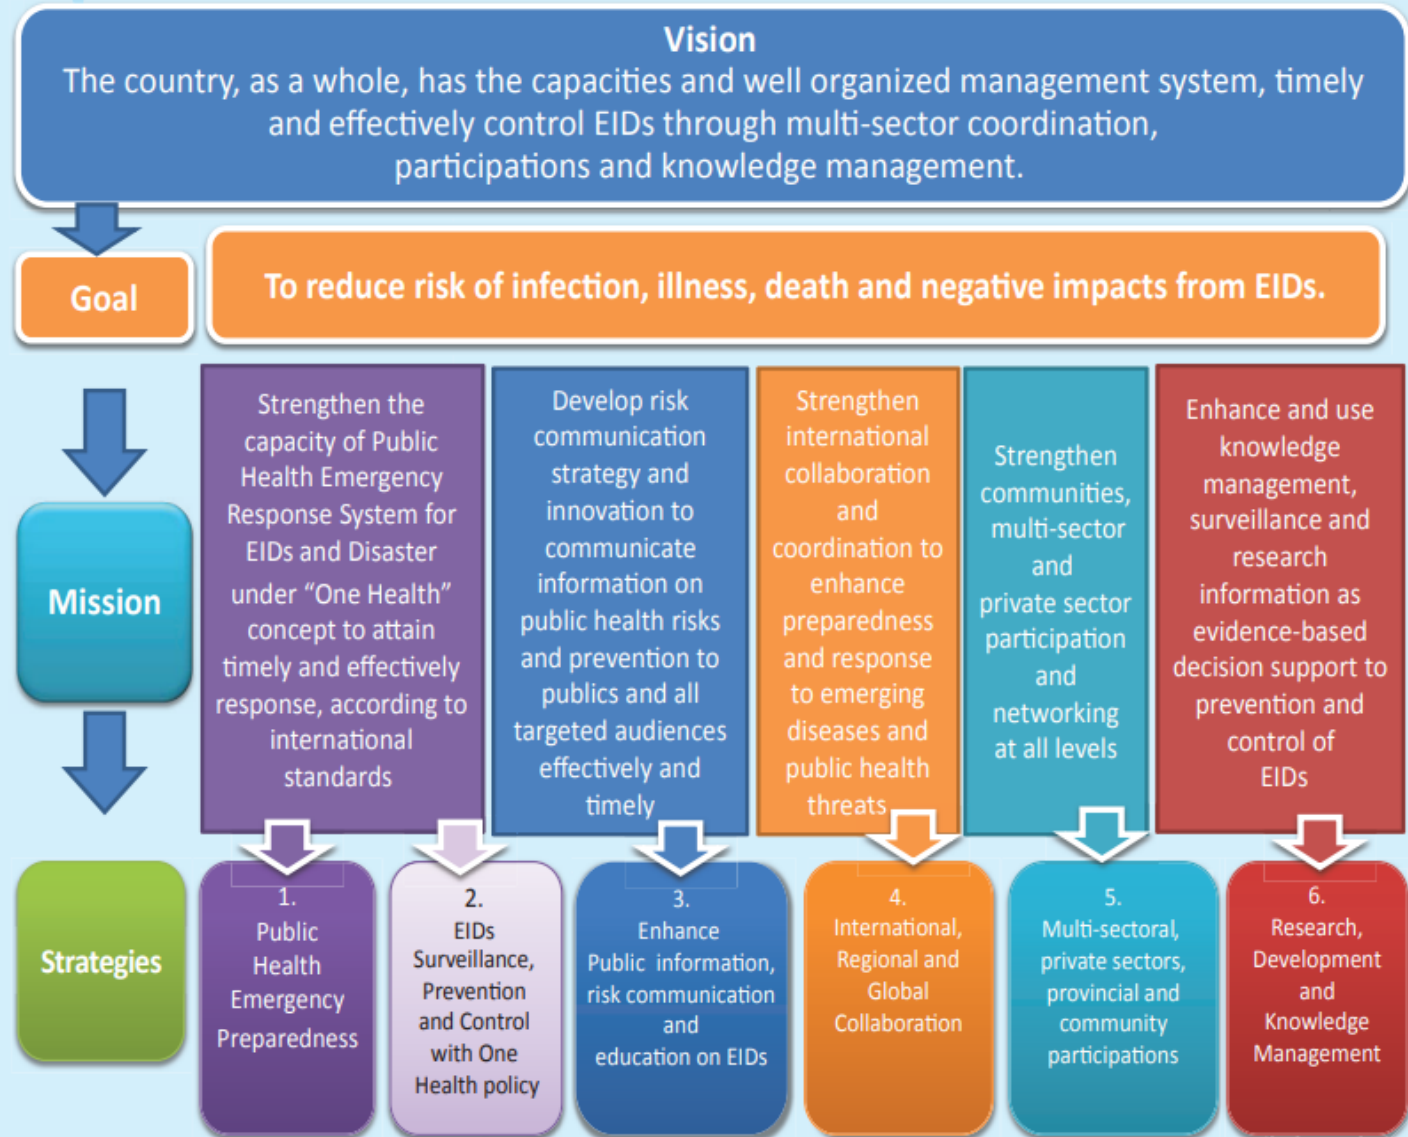 Vision
The country, as a whole, has the capacities and well organized management system, timely
and effectively control EIDs through multi-sector coordination,
participations and knowledge management.
Goal
To reduce risk of infection, illness, death and negative impacts from EIDs.
Mission
Strengthen the
capacity of Public
Health Emergency
Response System for
EIDs and Disaster
under “One Health”
concept to attain
timely and effectively
response, according to
international
standards
Develop risk
communication
strategy and
innovation to
communicate
information on
public health risks
and prevention to
publics and all
targeted audiences
effectively and
timely
Strengthen
international
collaboration
and
coordination to
enhance
preparedness
and response
to emerging
diseases and
public health
threats
Strengthen
communities,
multi-sector
and
private sector
participation
and
networking
at all levels
Enhance and use
knowledge
management,
surveillance and
research
information as
evidence-based
decision support to
prevention and
control of
EIDs
Strategies
1.
Public
Health
Emergency
Preparedness
2.
EIDs
Surveillance,
Prevention
and Control
with One
Health policy
3.
Enhance
Public information,
risk communication
and
education on EIDs
4.
International,
Regional and
Global
Collaboration
5.
Multi-sectoral,
private sectors,
provincial and
community
participations
6.
Research,
Development
and
Knowledge
Management